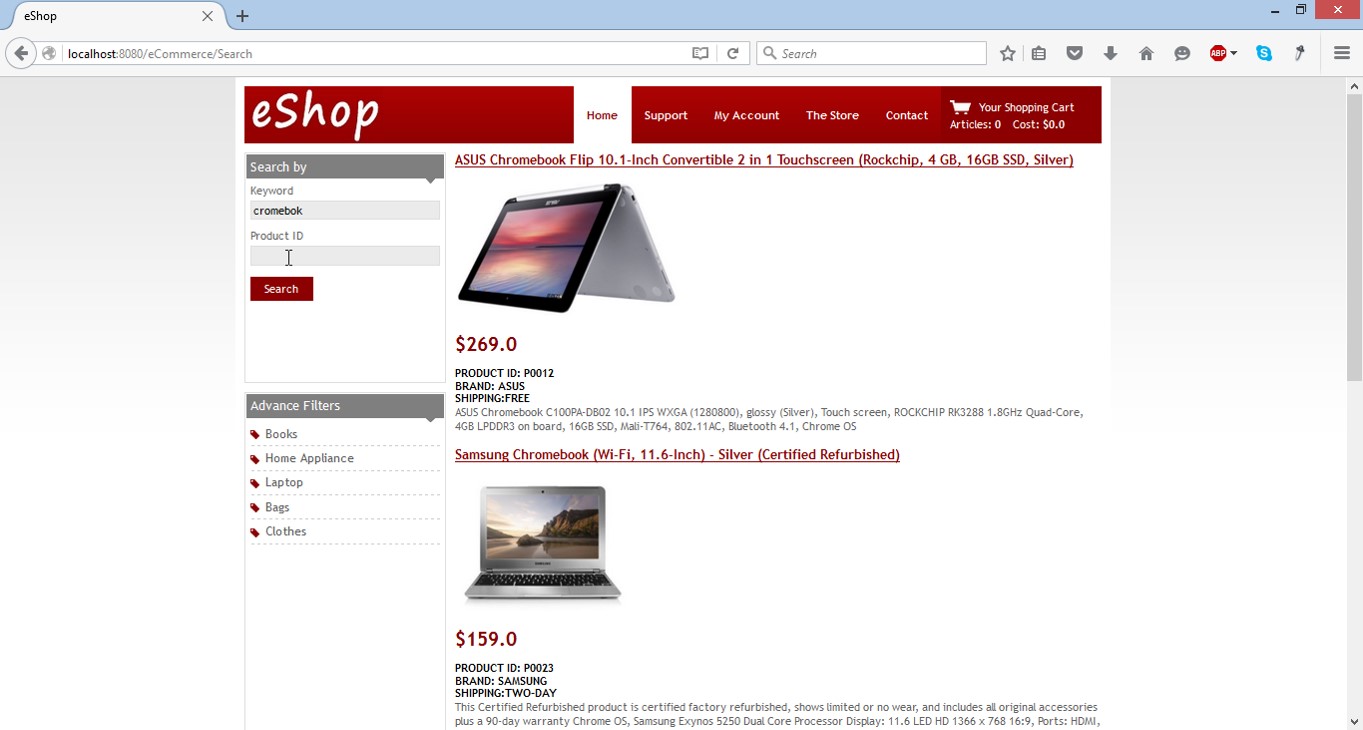 eShop
localhost:8080/eCommerce/Search
Search
ABP
eShop
Home
Support
My Account
The Store
Contact
Your Shopping Cart
Articles: 0 Cost: $0.0
Search by
Keyword
cromebok
Product ID
Search
Advance Filters
Books
Home Appliance
Laptop
Bags
Clothes
ASUS Chromebook Flip 10.1-Inch Convertible 2 in 1 Touchscreen (Rockchip, 4 GB, 16GB SSD, Silver)
$269.0
PRODUCT ID: P0012
BRAND: ASUS
SHIPPING:FREE
ASUS Chromebook C100PA-DB02 10.1 IPS WXGA (1280800), glossy (Silver), Touch screen, ROCKCHIP RK3288 1.8GHz Quad-Core,
4GB LPDDR3 on board, 16GB SSD, Mali-T764, 802.11AC, Bluetooth 4.1, Chrome OS
Samsung Chromebook (Wi-Fi, 11.6-Inch) - Silver (Certified Refurbished)
$159.0
PRODUCT ID: P0023
BRAND: SAMSUNG
SHIPPING:TWO-DAY
This Certified Refurbished product is certified factory refurbished, shows limited or no wear, and includes all original accessories
plus a 90-day warranty Chrome OS, Samsung Exynos 5250 Dual Core Processor Display: 11.6 LED HD 1366 x 768 16:9, Ports: HDMI,